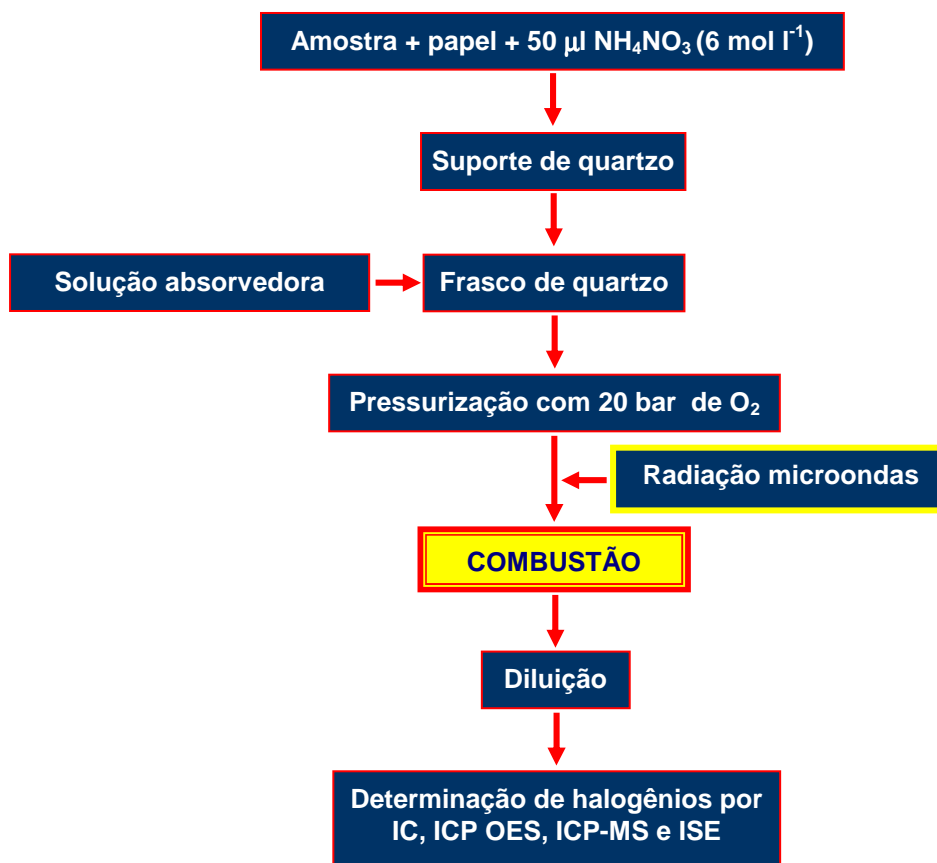 Amostra + papel + 50 µl NH₄NO₃ (6 mol l⁻¹)
Suporte de quartzo
Solução absorvedora
Frasco de quartzo
Pressurização com 20 bar de O₂
Radiação microondas
COMBUSTÃO
Diluição
Determinação de halogênios por
IC, ICP OES, ICP-MS e ISE